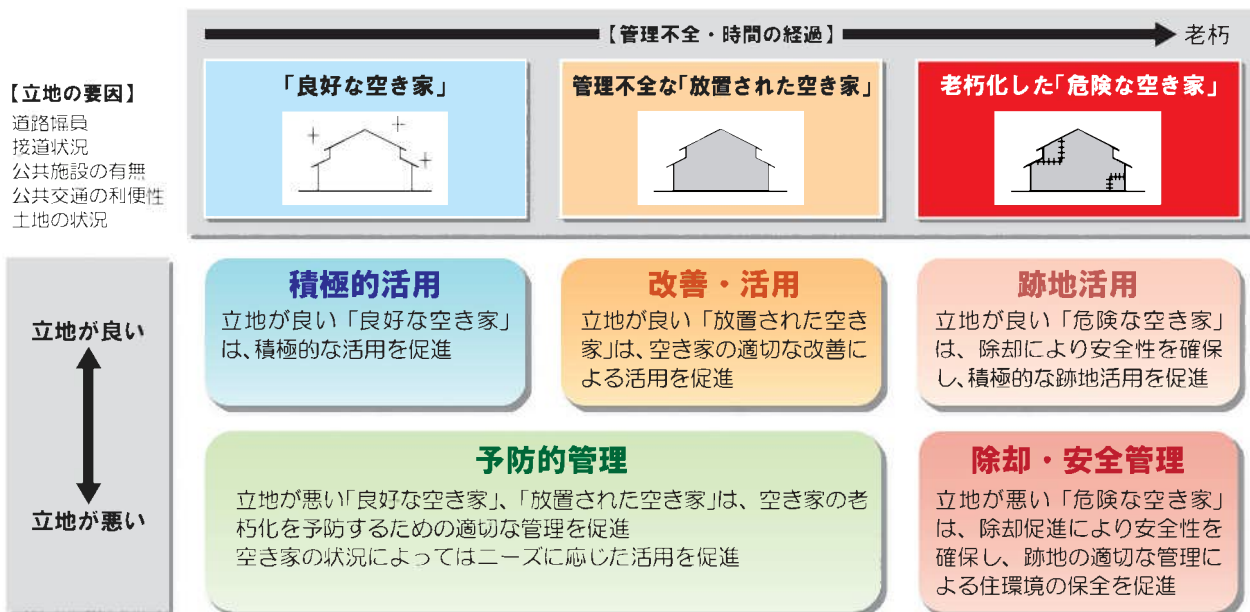 【管理不全・時間の経過】
老朽
【立地の要因】
道路幅員
接道状況
公共施設の有無
公共交通の利便性
土地の状況
「良好な空き家」
管理不全な「放置された空き家」
老朽化した「危険な空き家」
立地が良い
立地が悪い
積極的活用
立地が良い「良好な空き家」
は、積極的な活用を促進
改善・活用
立地が良い「放置された空き
家」は、空き家の適切な改善に
よる活用を促進
跡地活用
立地が良い「危険な空き家」
は、除却により安全性を確保
し、積極的な跡地活用を促進
予防的管理
立地が悪い「良好な空き家」、「放置された空き家」は、空き家の老
朽化を予防するための適切な管理を促進
空き家の状況によってはニーズに応じた活用を促進
除却・安全管理
立地が悪い「危険な空き家」
は、除却促進により安全性を
確保し、跡地の適切な管理に
よる住環境の保全を促進